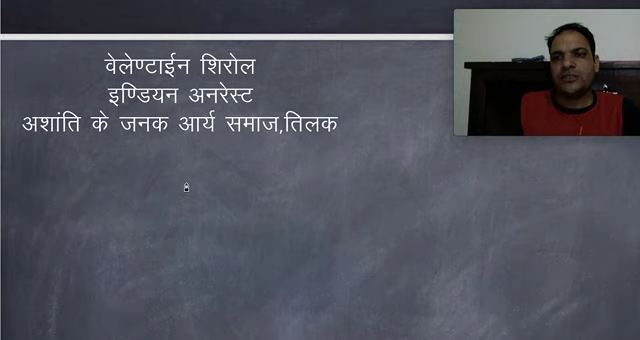 वेलेण्टाईन शिरोल
इण्डियन अनरेस्ट
अशांति के जनक आर्य समाज,तिलक